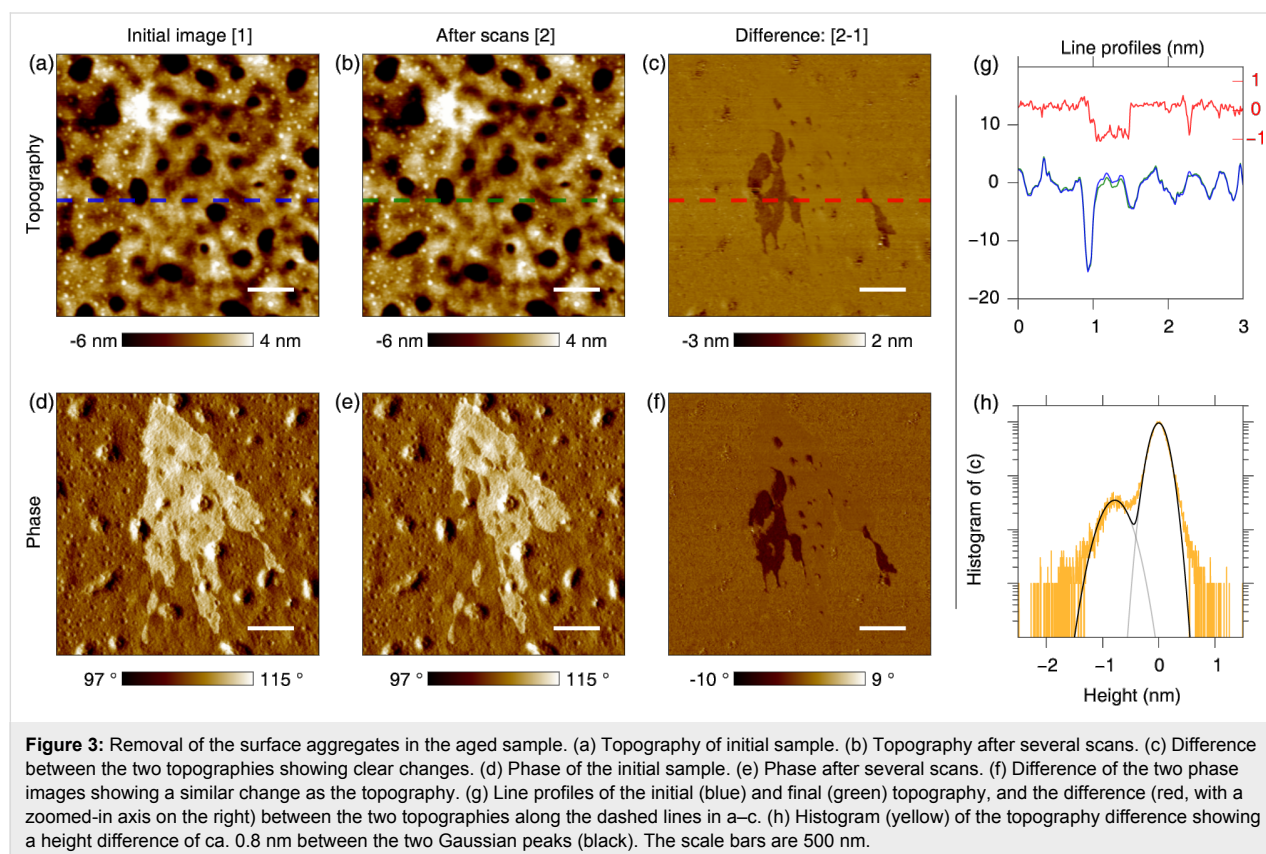 Initial image [1]
After scans [2]
Difference: [2-1]
Line profiles (nm)
(a)
(b)
(c)
(g)
Topography
1
0
−1
10
0
−10
−20
0
1
2
3
-6 nm
4 nm
-6 nm
4 nm
-3 nm
2 nm
(d)
(e)
(f)
(h)
Phase
Histogram of (c)
97 °
115 °
97 °
115 °
-10 °
9 °
−2
−1
0
1
Height (nm)
Figure 3: Removal of the surface aggregates in the aged sample. (a) Topography of initial sample. (b) Topography after several scans. (c) Difference
between the two topographies showing clear changes. (d) Phase of the initial sample. (e) Phase after several scans. (f) Difference of the two phase
images showing a similar change as the topography. (g) Line profiles of the initial (blue) and final (green) topography, and the difference (red, with a
zoomed-in axis on the right) between the two topographies along the dashed lines in a–c. (h) Histogram (yellow) of the topography difference showing
a height difference of ca. 0.8 nm between the two Gaussian peaks (black). The scale bars are 500 nm.